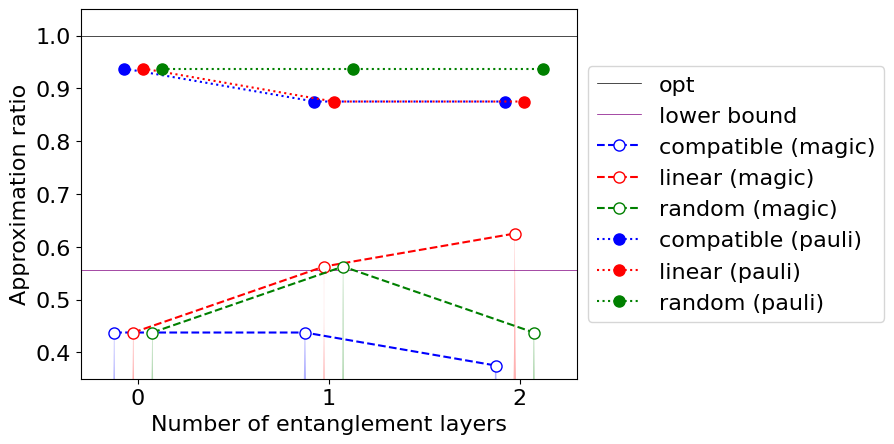 1.0
0.9
0.8
0.7
0.6
0.5
0.4
Approximation ratio
0
1
2
Number of entanglement layers
opt
lower bound
compatible (magic)
linear (magic)
random (magic)
compatible (pauli)
linear (pauli)
random (pauli)